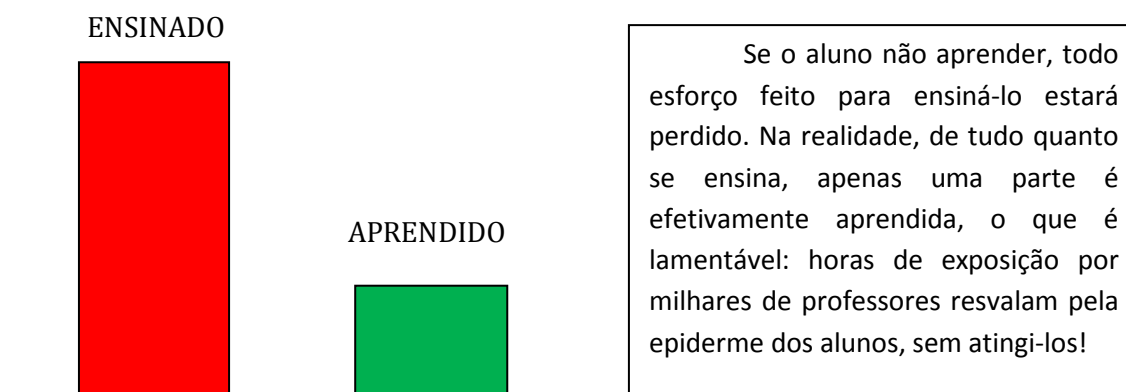 ENSINADO
APRENDIDO
Se o aluno não aprender, todo
esforço feito para ensiná-lo estará
perdido. Na realidade, de tudo quanto
se ensina, apenas uma parte é
efetivamente aprendida, o que é
lamentável: horas de exposição por
milhares de professores resvalam pela
epiderme dos alunos, sem atingi-los!